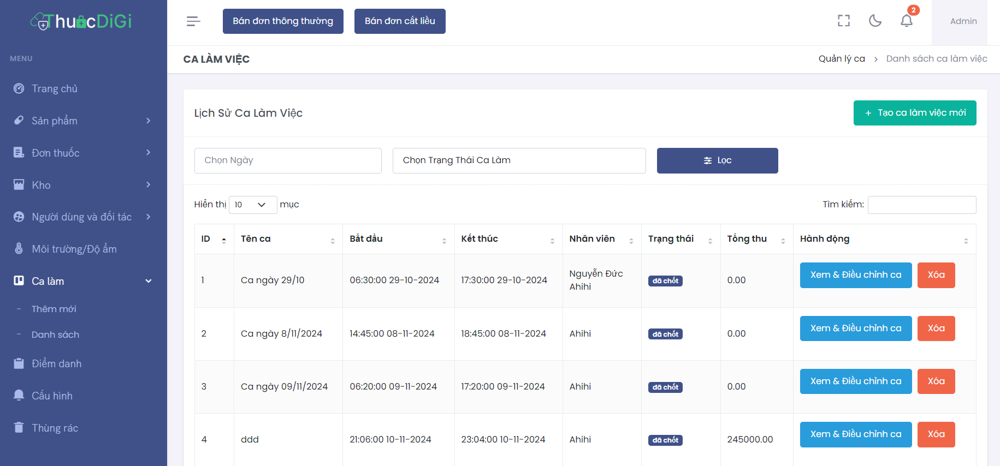 ThuốcDiGi
MENU
Trang chủ
Sản phẩm
Đơn thuốc
Kho
Người dùng và đối tác
Môi trường/Độ ẩm
Ca làm
- Thêm mới
- Danh sách
Điểm danh
Cấu hình
Thùng rác
Bán đơn thông thường
Bán đơn cắt liều
2
Admin
CA LÀM VIỆC
Quản lý ca > Danh sách ca làm việc
Lịch Sử Ca Làm Việc
+ Tạo ca làm việc mới
Chọn Ngày
Chọn Trạng Thái Ca Làm
Lọc
Hiển thị 10 mục
Tìm kiếm:
ID Tên ca Bắt đầu Kết thúc Nhân viên Trạng thái Tổng thu Hành động
1 Ca ngày 29/10 06:30:00 29-10-2024 17:30:00 29-10-2024 Nguyễn Đức Ahihi đã chốt 0.00 Xem & Điều chỉnh ca Xóa
2 Ca ngày 8/11/2024 14:45:00 08-11-2024 18:45:00 08-11-2024 Ahihi đã chốt 0.00 Xem & Điều chỉnh ca Xóa
3 Ca ngày 09/11/2024 06:20:00 09-11-2024 17:20:00 09-11-2024 Ahihi đã chốt 0.00 Xem & Điều chỉnh ca Xóa
4 ddd 21:06:00 10-11-2024 23:04:00 10-11-2024 Ahihi đã chốt 245000.00 Xem & Điều chỉnh ca Xóa